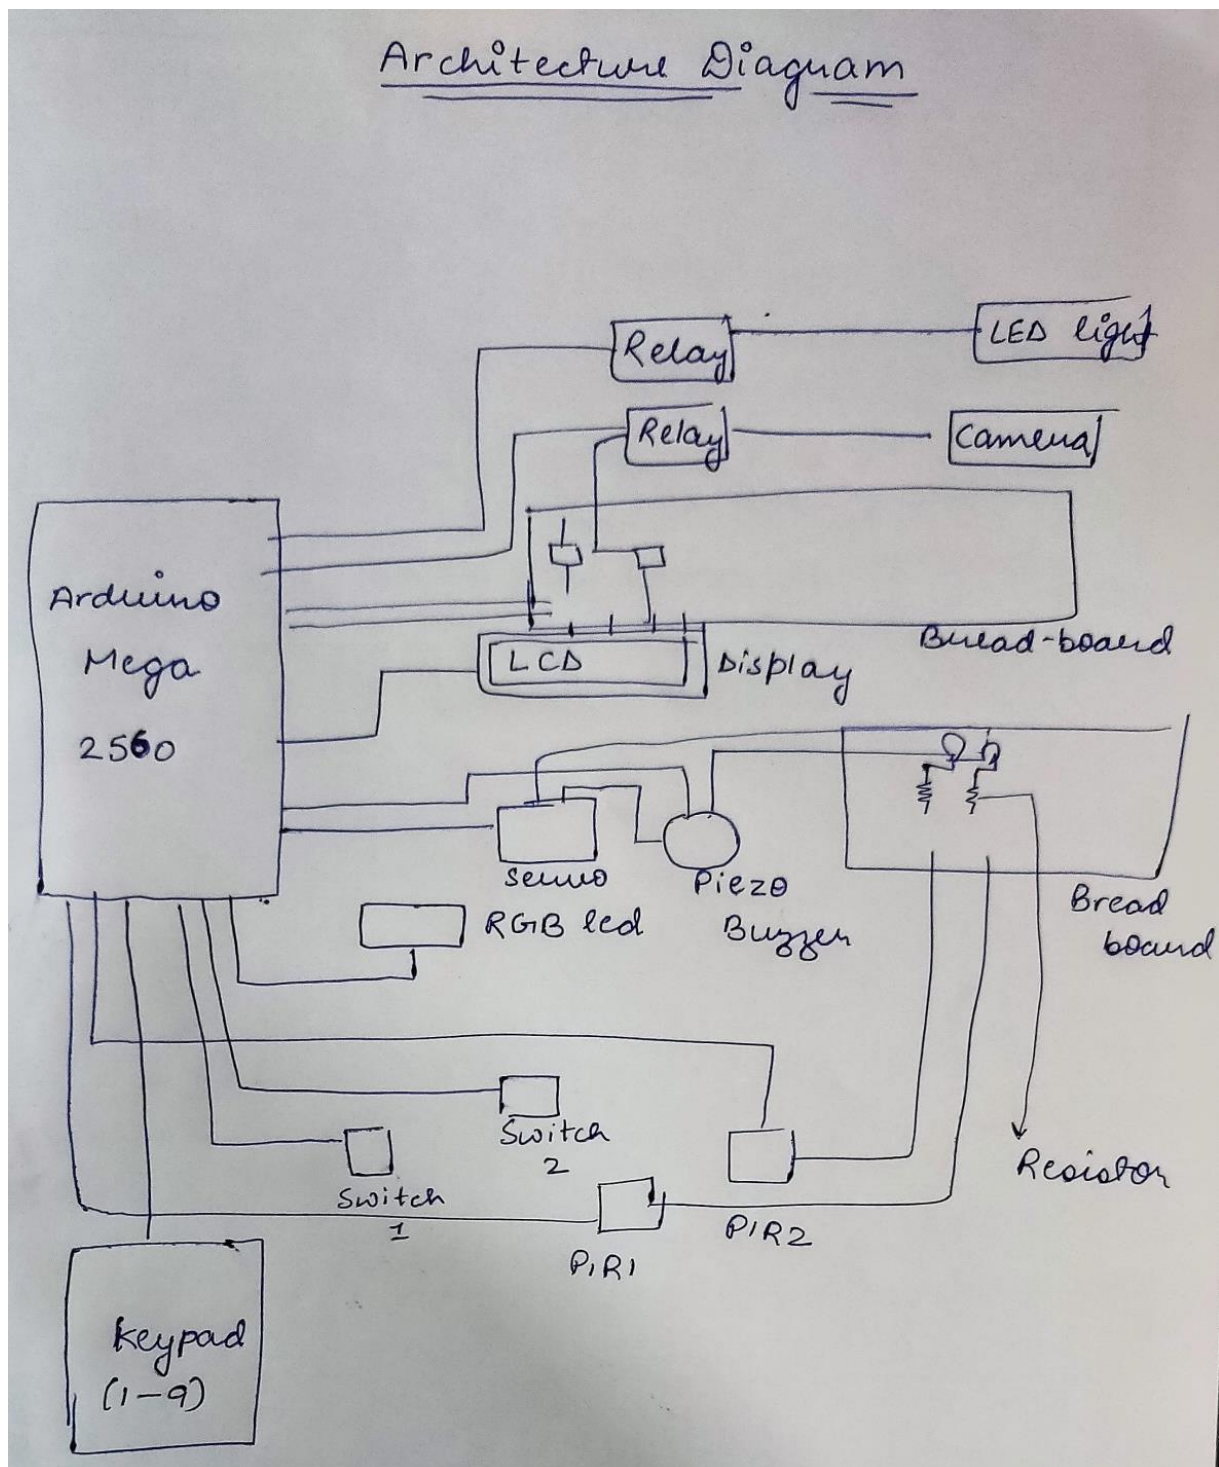 Architecture Diagram
Relay
LED light
Relay
Camera
Arduino
Mega
2560
Bread-board
LCD
Display
Servo
Piezo
Buzzer
RGB led
Bread
board
Switch
2
Switch
1
Resistor
PIR2
PIR1
keypad
(1-9)